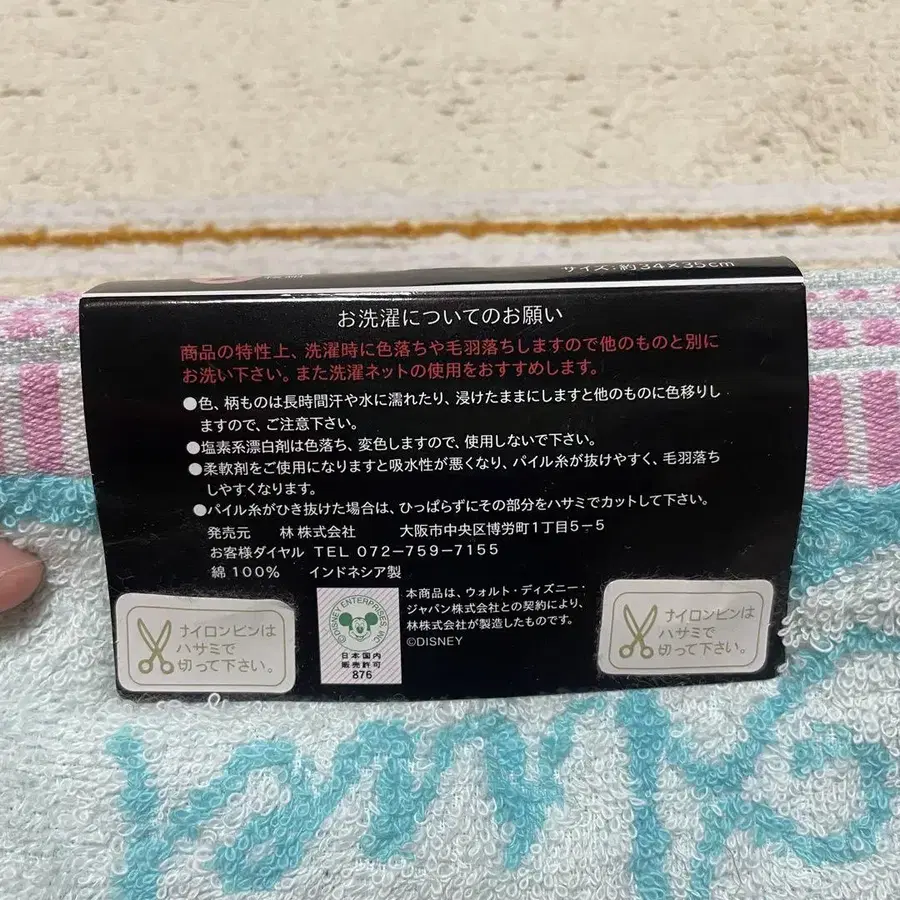 サイズ:約34×35cm
お洗濯についてのお願い
商品の特性上、洗濯時に色落ちや毛羽落ちしますので他のものと別に
お洗い下さい。また洗濯ネットの使用をおすすめします。
●色、柄ものは長時間汗や水に濡れたり、浸けたままにしますと他のものに色移りし
ますので、ご注意下さい。
●塩素系漂白剤は色落ち、変色しますので、使用しないで下さい。
●柔軟剤をご使用になりますと吸水性が悪くなり、パイル糸が抜けやすく、毛羽落ち
しやすくなります。
●パイル糸がひき抜けた場合は、ひっぱらずにその部分をハサミでカットして下さい。
発売元 林 株式会社 大阪市中央区博労町1丁目5-5
お客様ダイヤル TEL 072-759-7155
綿100% インドネシア製
ナイロンピンは
ハサミで
切って下さい。
©DISNEY ENTERPRISES, INC.
日本国内
販売許可
876
本商品は、ウォルト・ディズニー・
ジャパン株式会社との契約により、
林株式会社が製造したものです。
©DISNEY
ナイロンピンは
ハサミで
切って下さい。